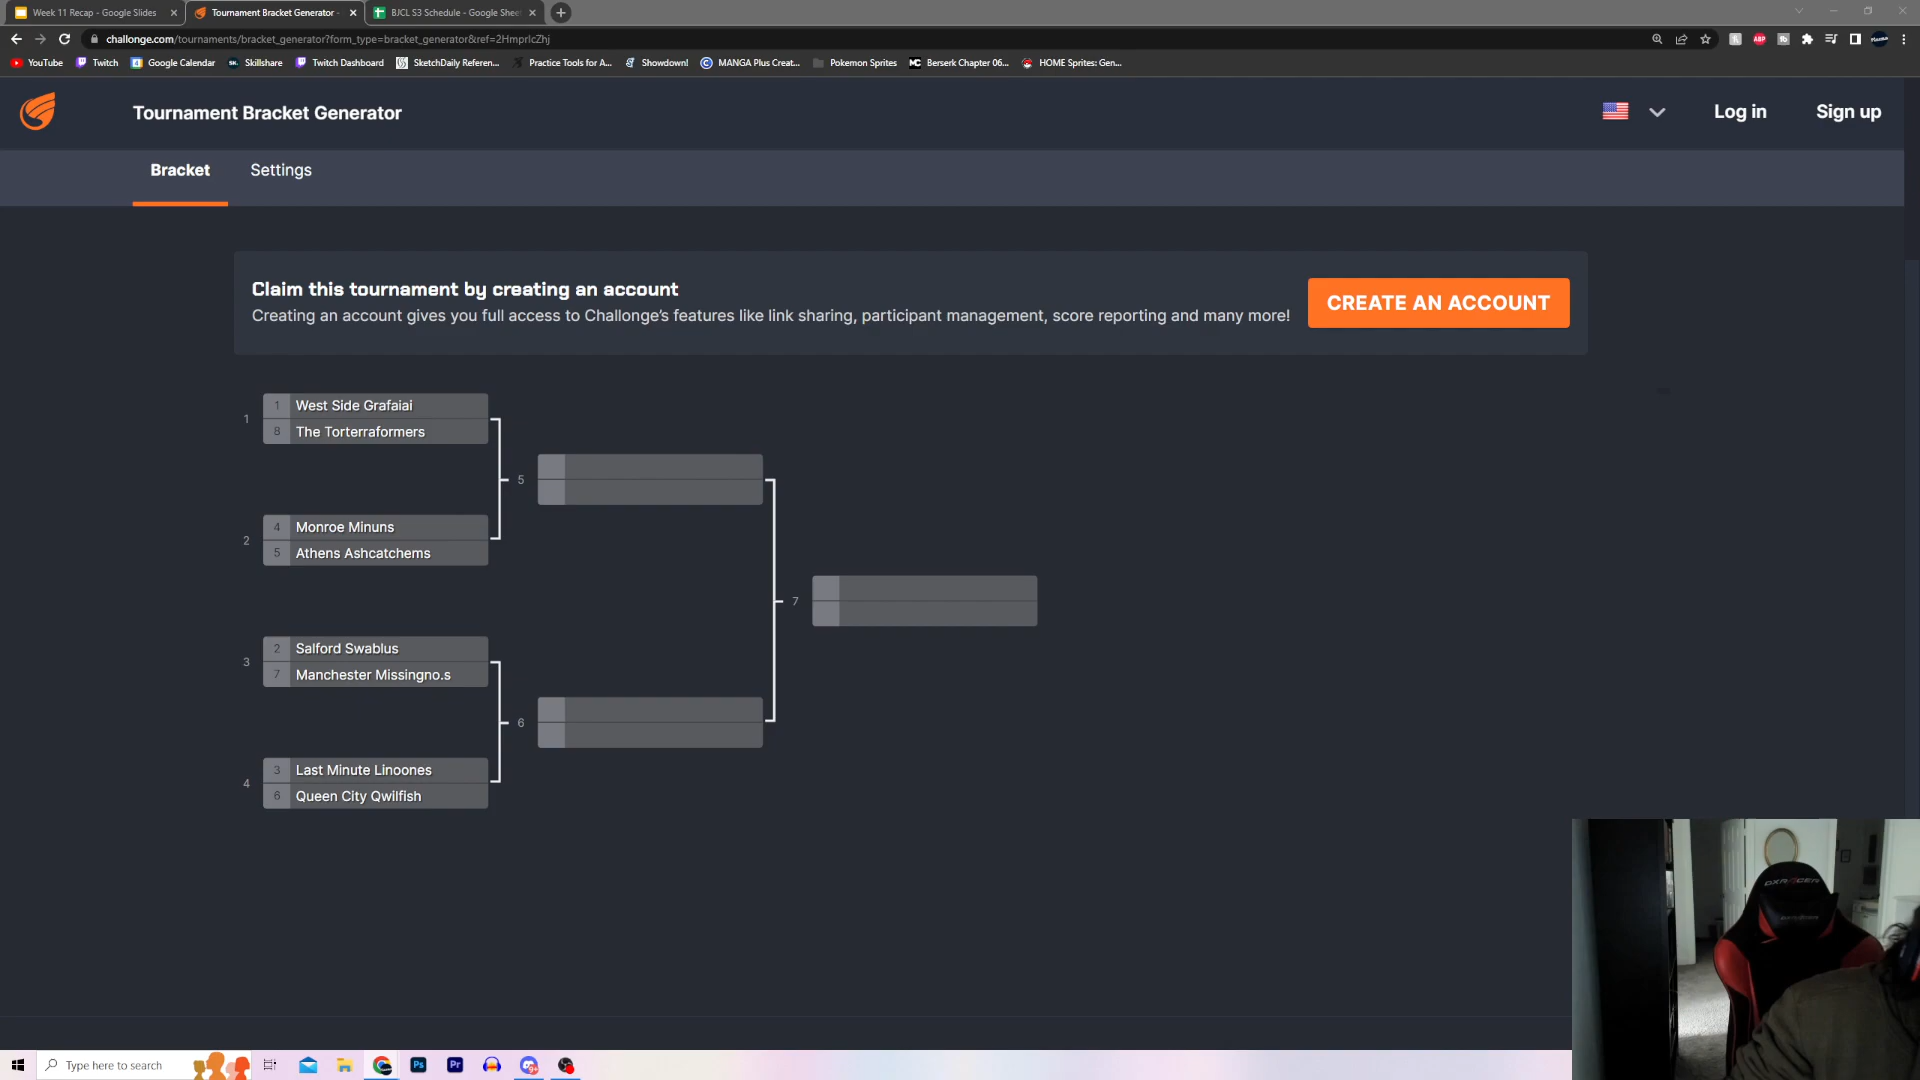 Week 11 Recap - Google Slides
Tournament Bracket Generator -
BJCL S3 Schedule - Google Shee
challonge.com/tournaments/bracket_generator?form_type=bracket_generator&ref=2HmprIcZhj
YouTube
Twitch
Google Calendar
Skillshare
Twitch Dashboard
SketchDaily Referen...
Practice Tools for A...
Showdown!
MANGA Plus Creat...
Pokemon Sprites
Berserk Chapter 06...
HOME Sprites: Gen...
Tournament Bracket Generator
Log in
Sign up
Bracket
Settings
Claim this tournament by creating an account
Creating an account gives you full access to Challonge's features like link sharing, participant management, score reporting and many more!
CREATE AN ACCOUNT
1
1 West Side Grafaiai
8 The Torterraformers
5
2
4 Monroe Minuns
5 Athens Ashcatchems
7
3
2 Salford Swablus
7 Manchester Missingno.s
6
4
3 Last Minute Linoones
6 Queen City Qwilfish
DXRACER
Type here to search
Ps
Pr